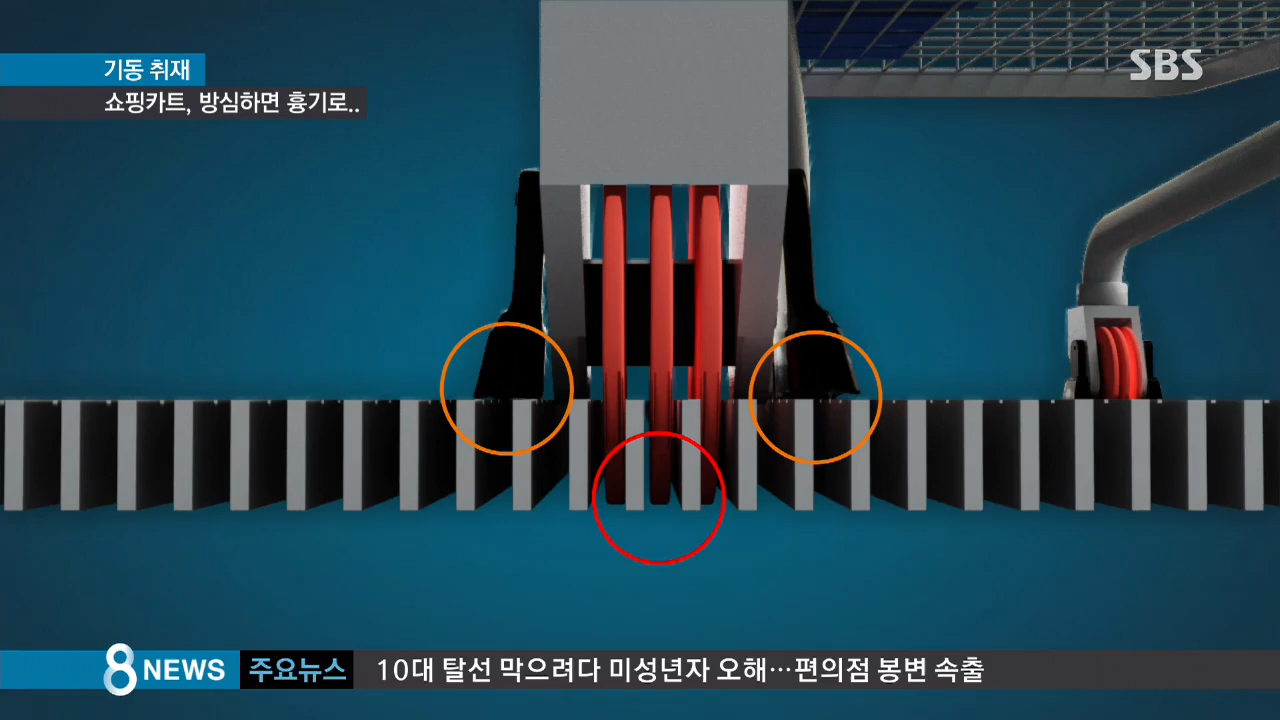 기동 취재
쇼핑카트, 방심하면 흉기로..
SBS
8 NEWS 주요뉴스 10대 탈선 막으려다 미성년자 오해…편의점 봉변 속출